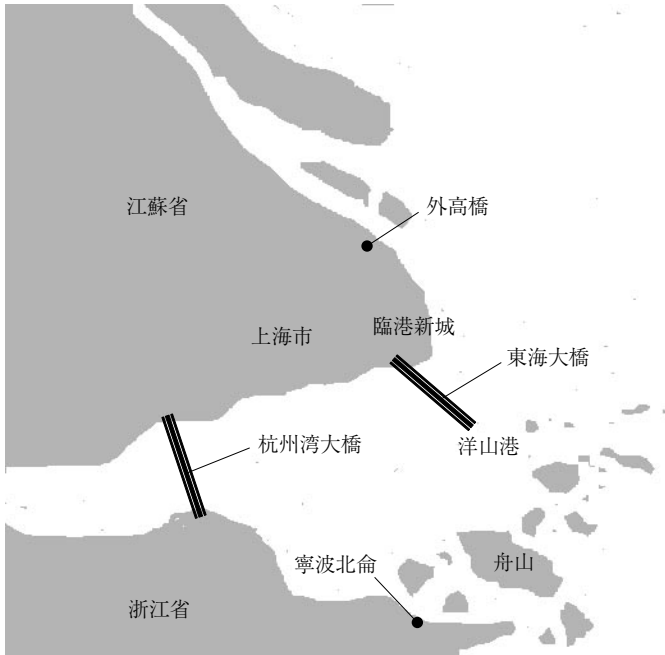 江蘇省
外高橋
上海市
臨港新城
東海大橋
杭州湾大橋
洋山港
寧波北侖
舟山
浙江省